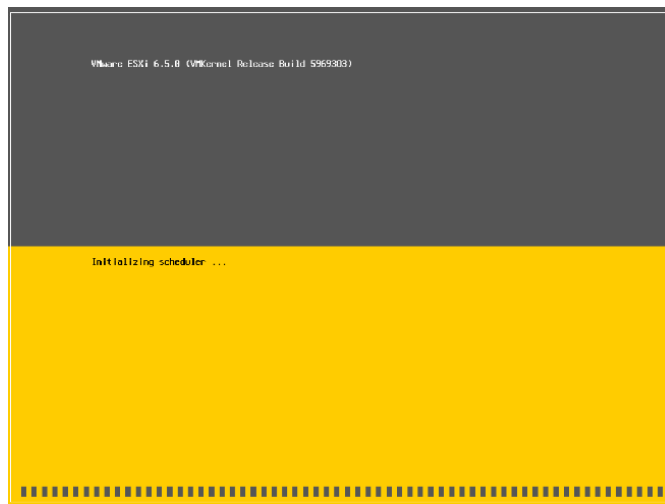 VMware ESXi 6.5.0 (VMKernel Release Build 5969303)
Initializing scheduler ...